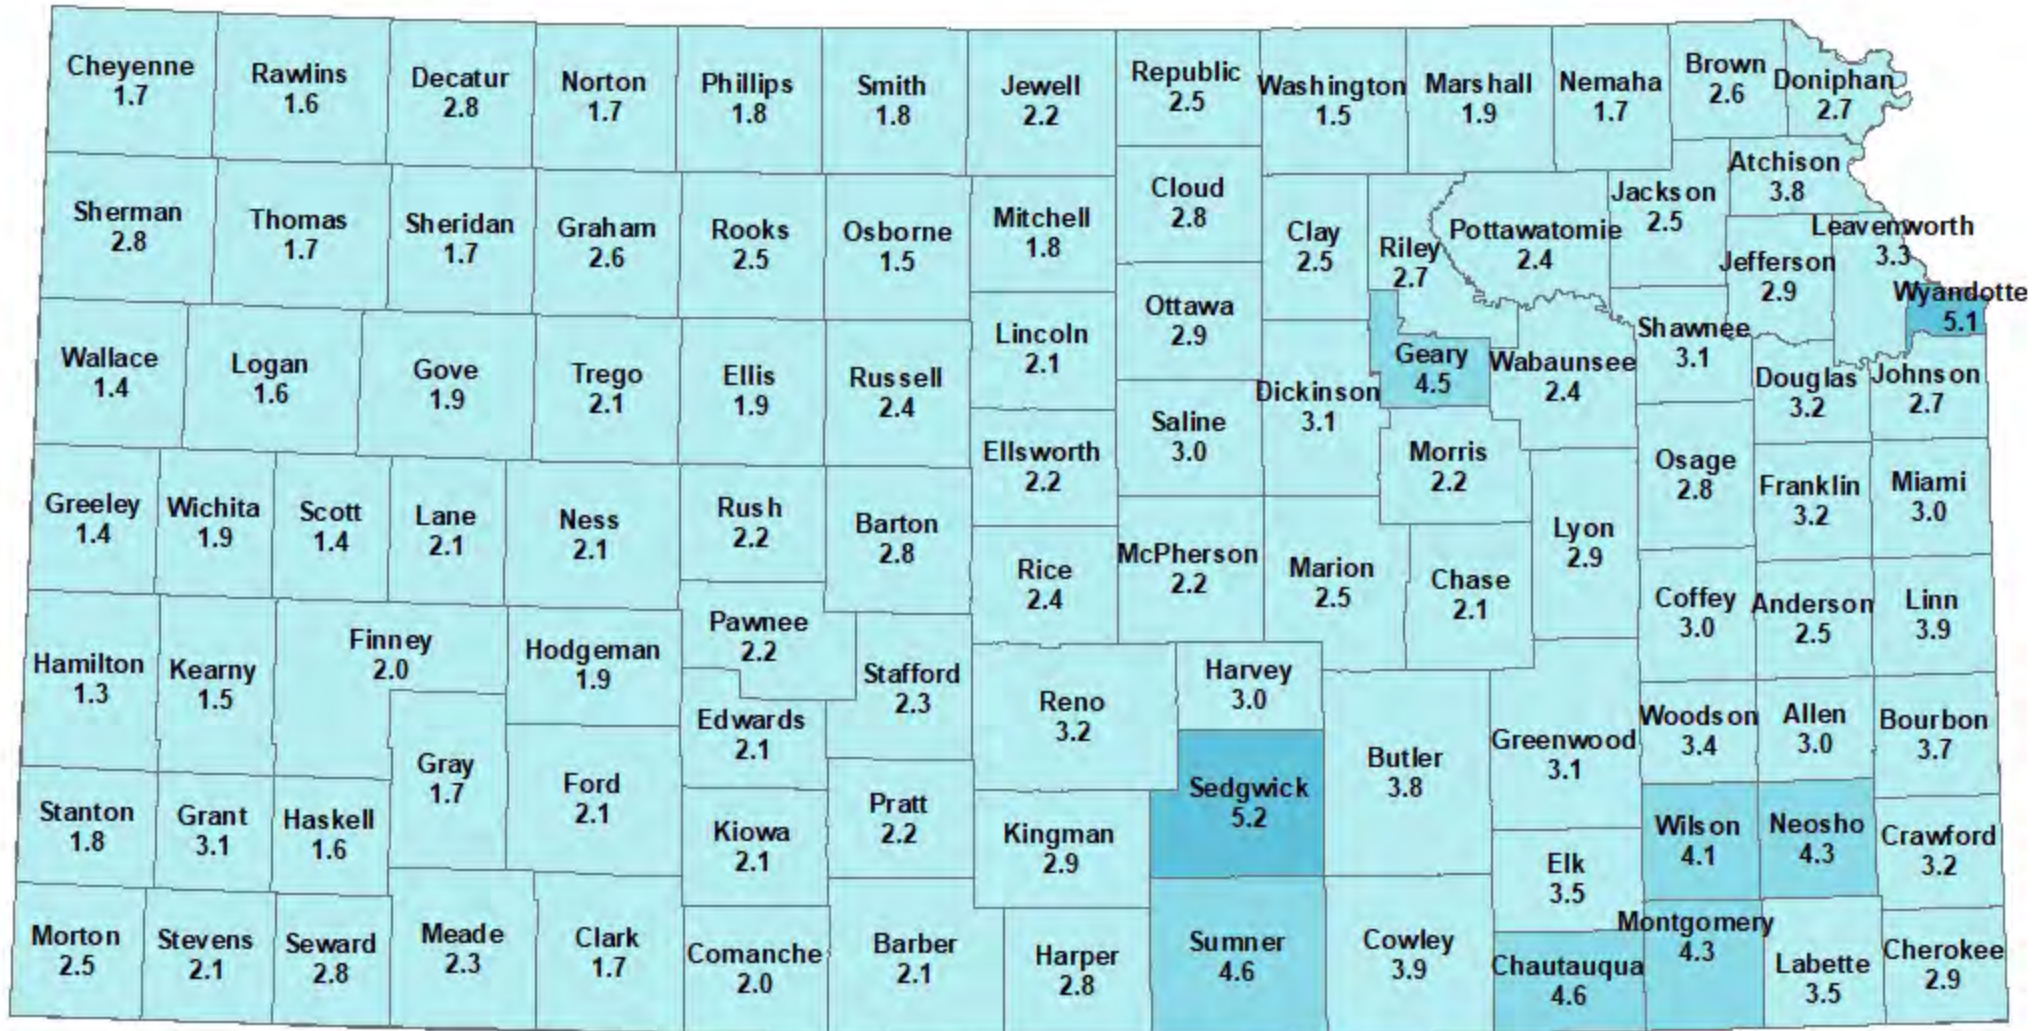 Cheyenne
1.7
Rawlins
1.6
Decatur
2.8
Norton
1.7
Phillips
1.8
Smith
1.8
Jewell
2.2
Republic
2.5
Washington
1.5
Marshall
1.9
Nemaha
1.7
Brown
2.6
Doniphan
2.7
Sherman
2.8
Thomas
1.7
Sheridan
1.7
Graham
2.6
Rooks
2.5
Osborne
1.5
Mitchell
1.8
Cloud
2.8
Clay
2.5
Riley
2.7
Pottawatomie
2.4
Jackson
2.5
Atchison
3.8
Jefferson
2.9
Leavenworth
3.3
Wyandotte
5.1
Wallace
1.4
Logan
1.6
Gove
1.9
Trego
2.1
Ellis
1.9
Russell
2.4
Lincoln
2.1
Ottawa
2.9
Saline
3.0
Dickinson
3.1
Geary
4.5
Wabaunsee
2.4
Shawnee
3.1
Douglas
3.2
Johnson
2.7
Greeley
1.4
Wichita
1.9
Scott
1.4
Lane
2.1
Ness
2.1
Rush
2.2
Barton
2.8
Ellsworth
2.2
Rice
2.4
McPherson
2.2
Marion
2.5
Morris
2.2
Chase
2.1
Lyon
2.9
Osage
2.8
Franklin
3.2
Miami
3.0
Coffey
3.0
Anderson
2.5
Linn
3.9
Hamilton
1.3
Kearny
1.5
Finney
2.0
Hodgeman
1.9
Pawnee
2.2
Stafford
2.3
Edwards
2.1
Reno
3.2
Harvey
3.0
Sedgwick
5.2
Butler
3.8
Greenwood
3.1
Woodson
3.4
Allen
3.0
Bourbon
3.7
Gray
1.7
Ford
2.1
Kiowa
2.1
Pratt
2.2
Kingman
2.9
Stanton
1.8
Grant
3.1
Haskell
1.6
Elk
3.5
Wilson
4.1
Neosho
4.3
Crawford
3.2
Morton
2.5
Stevens
2.1
Seward
2.8
Meade
2.3
Clark
1.7
Comanche
2.0
Barber
2.1
Harper
2.8
Sumner
4.6
Cowley
3.9
Chautauqua
4.6
Montgomery
4.3
Labette
3.5
Cherokee
2.9